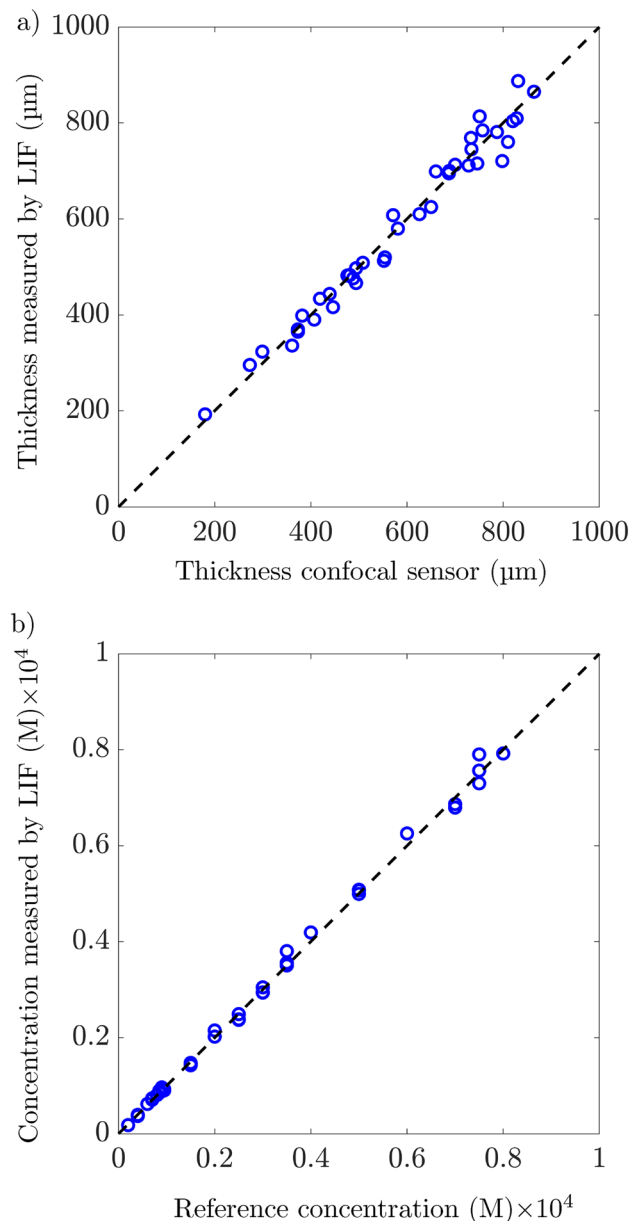 a)
1000
800
600
400
200
0
Thickness measured by LIF (µm)
0 200 400 600 800 1000
Thickness confocal sensor (µm)
b)
1
0.8
0.6
0.4
0.2
0
Concentration measured by LIF (M)×10⁴
0 0.2 0.4 0.6 0.8 1
Reference concentration (M)×10⁴